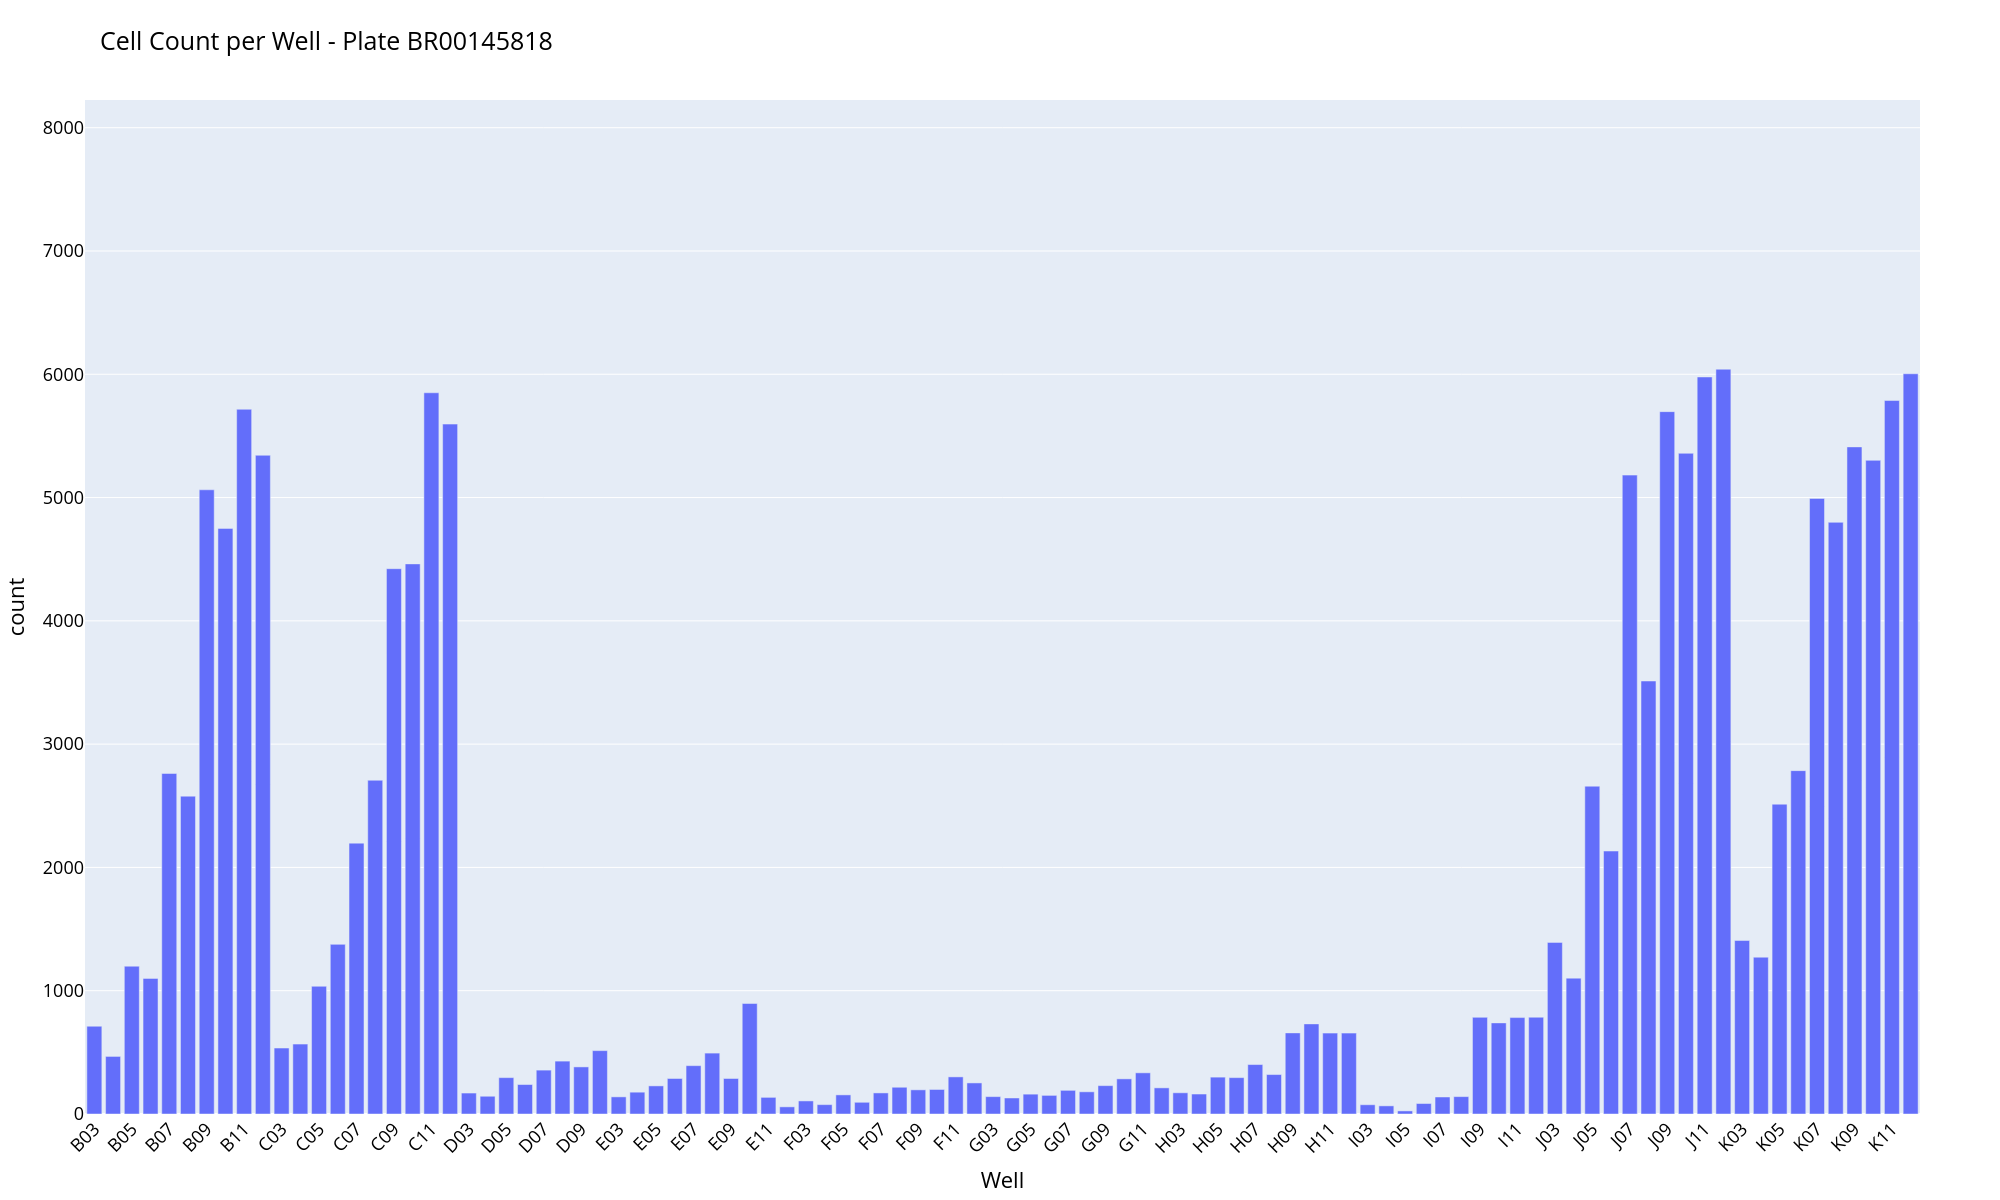 Cell Count per Well - Plate BR00145818
8000
7000
6000
5000
4000
3000
2000
1000
0
count
B03 B05 B07 B09 B11 C03 C05 C07 C09 C11 D03 D05 D07 D09 E03 E05 E07 E09 E11 F03 F05 F07 F09 F11 G03 G05 G07 G09 G11 H03 H05 H07 H09 H11 I03 I05 I07 I09 I11 J03 J05 J07 J09 J11 K03 K05 K07 K09 K11
Well